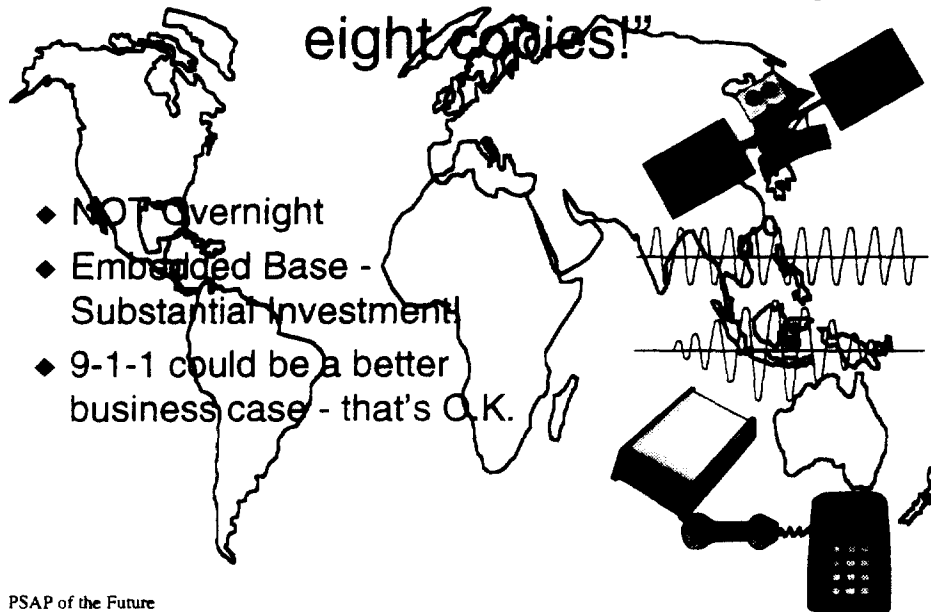 eight copies!”
◆ NOT Overnight
◆ Embedded Base -
Substantial Investment!
◆ 9-1-1 could be a better
business case - that's O.K.
PSAP of the Future